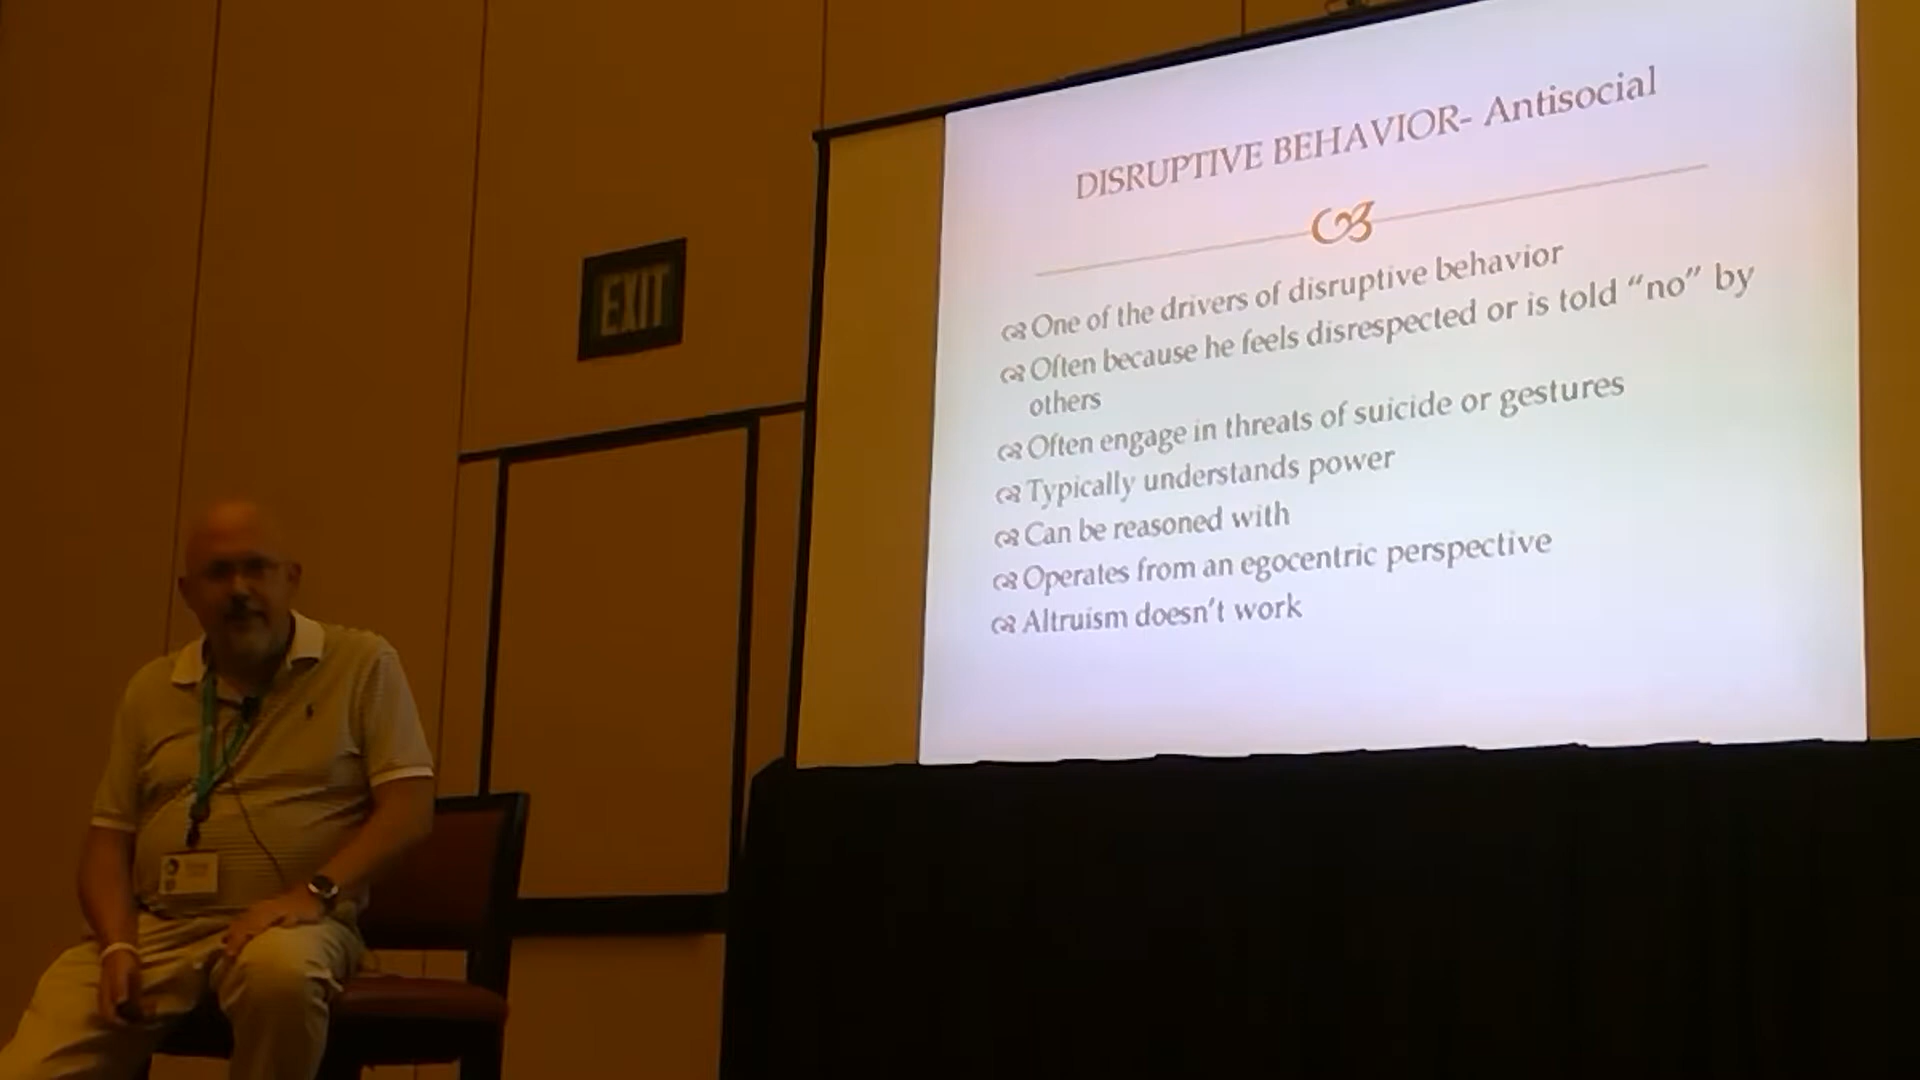 DISRUPTIVE BEHAVIOR- Antisocial
One of the drivers of disruptive behavior
Often because he feels disrespected or is told “no” by
others
Often engage in threats of suicide or gestures
Typically understands power
Can be reasoned with
Operates from an egocentric perspective
Altruism doesn’t work
EXIT